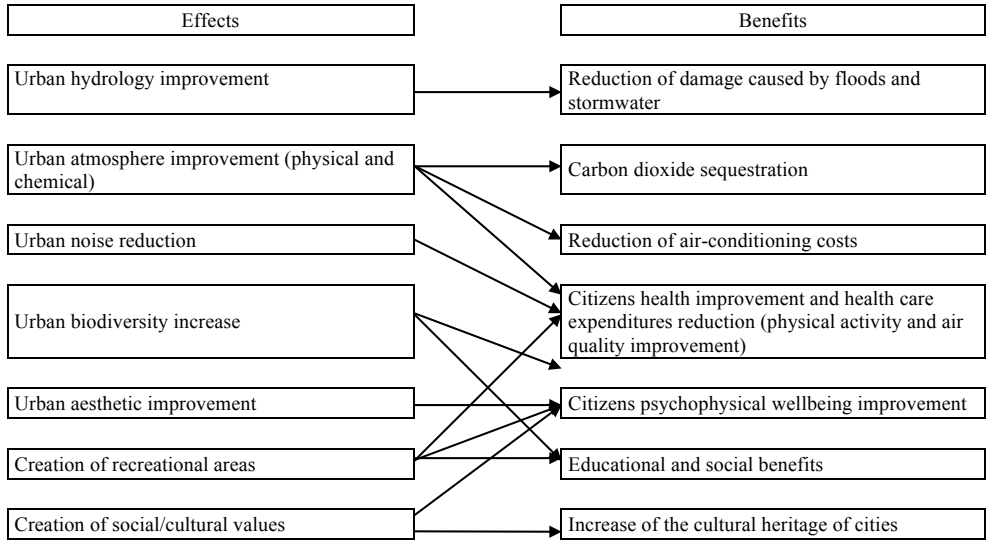 Effects
Benefits
Urban hydrology improvement
Reduction of damage caused by floods and
stormwater
Urban atmosphere improvement (physical and
chemical)
Carbon dioxide sequestration
Urban noise reduction
Reduction of air-conditioning costs
Urban biodiversity increase
Citizens health improvement and health care
expenditures reduction (physical activity and air
quality improvement)
Urban aesthetic improvement
Citizens psychophysical wellbeing improvement
Creation of recreational areas
Educational and social benefits
Creation of social/cultural values
Increase of the cultural heritage of cities